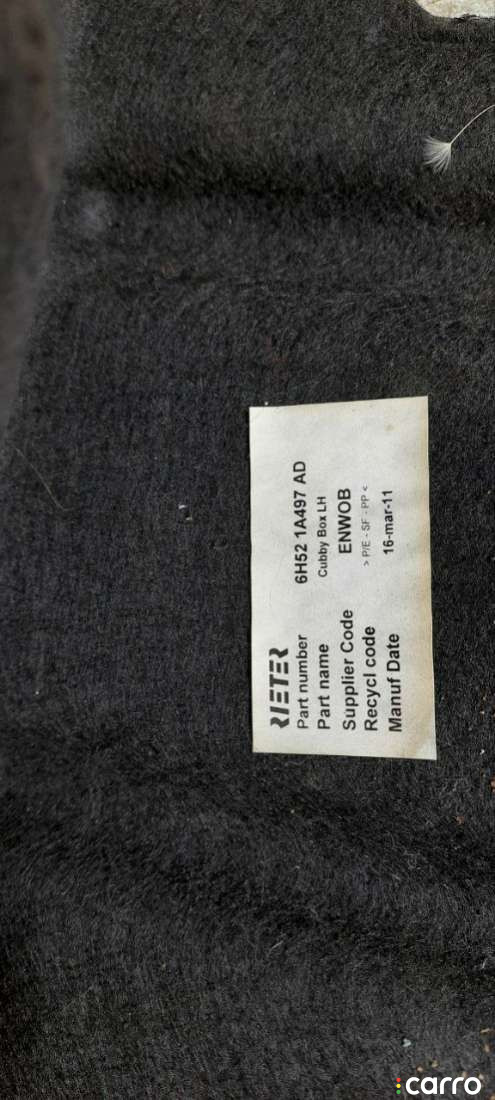 RIETER
Part number 6H52 1A497 AD
Part name Cubby Box LH
Supplier Code ENWOB
Recycl code > P/E - SF - PP <
Manuf Date 16-mar-11
carro